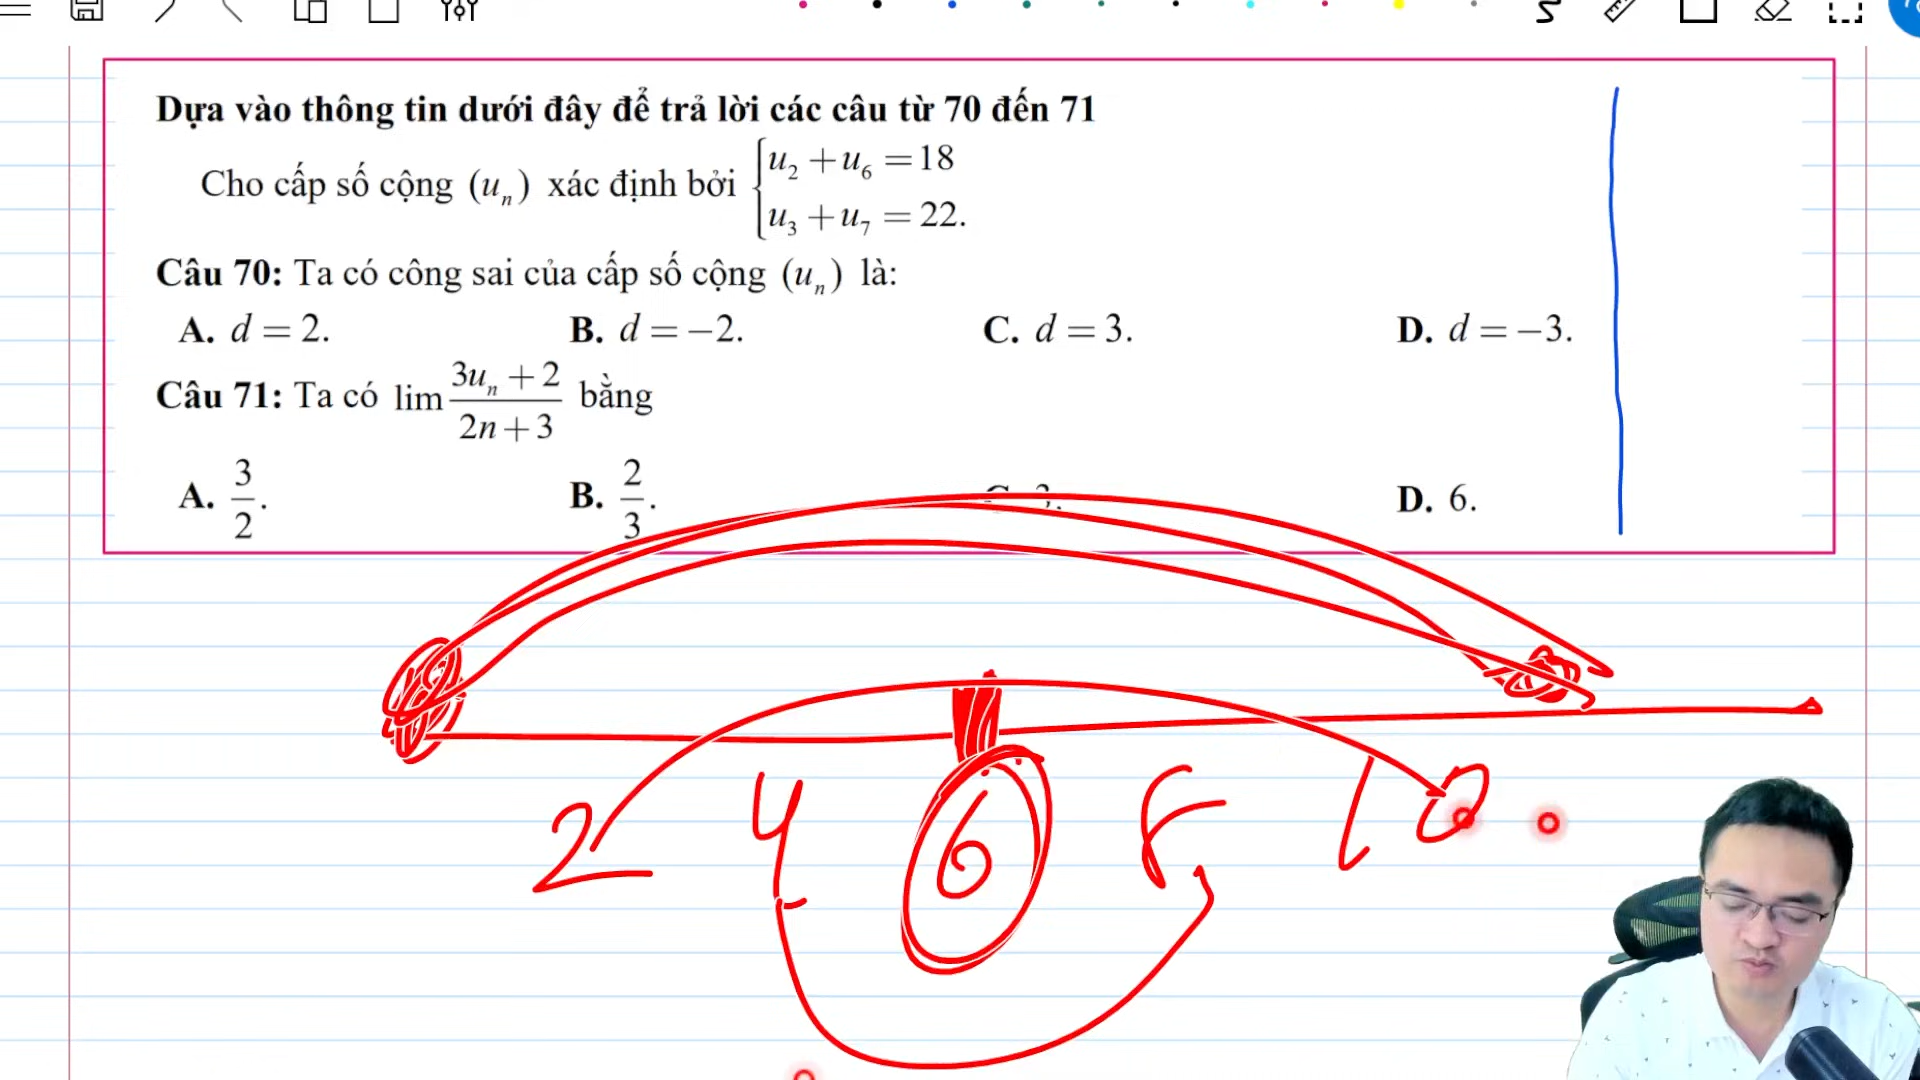 Dựa vào thông tin dưới đây để trả lời các câu từ 70 đến 71
Cho cấp số cộng (uₙ) xác định bởi { u₂ + u₆ = 18
u₃ + u₇ = 22.
Câu 70: Ta có công sai của cấp số cộng (uₙ) là:
A. d = 2. B. d = −2. C. d = 3. D. d = −3.
Câu 71: Ta có lim (3uₙ + 2)/(2n + 3) bằng
A. 3/2. B. 2/3. D. 6.
2 4 6 8 10